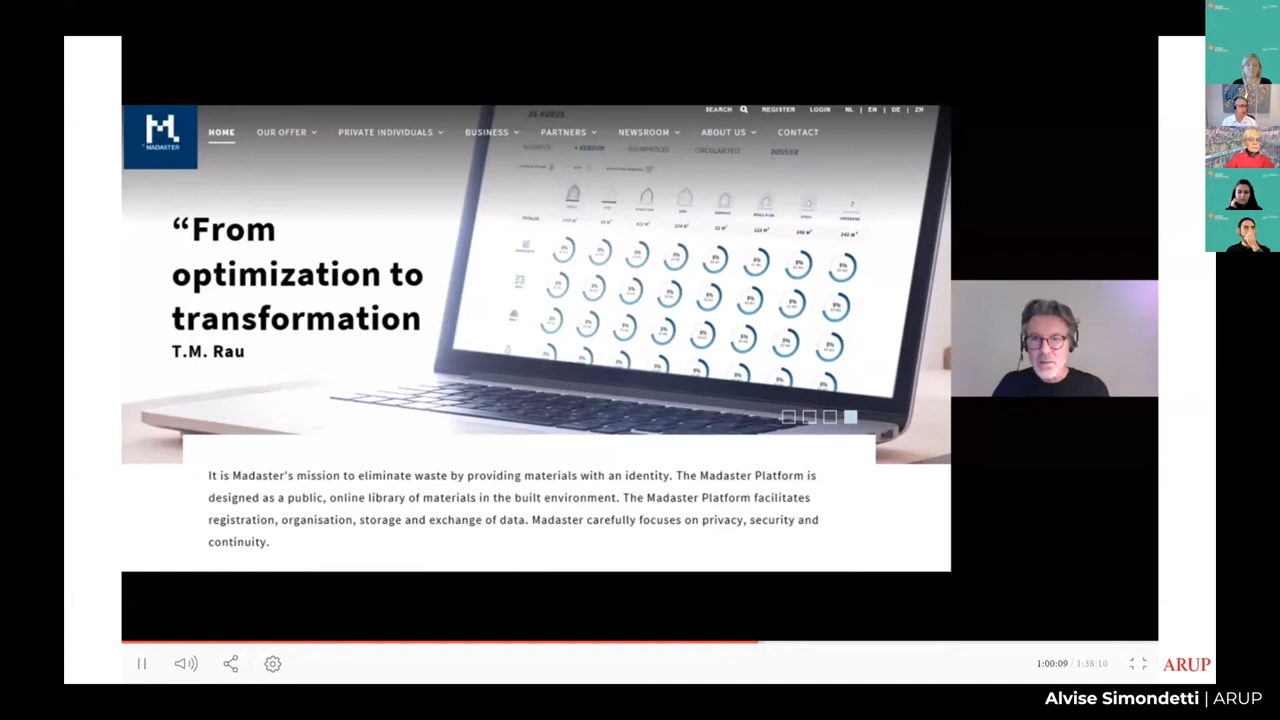 SEARCH REGISTER LOGIN NL | EN | DE | ZH
MADASTER
HOME OUR OFFER PRIVATE INDIVIDUALS BUSINESS PARTNERS NEWSROOM ABOUT US CONTACT
CIRCULARITEIT DOSSIER
“From
optimization to
transformation
T.M. Rau
It is Madaster's mission to eliminate waste by providing materials with an identity. The Madaster Platform is
designed as a public, online library of materials in the built environment. The Madaster Platform facilitates
registration, organisation, storage and exchange of data. Madaster carefully focuses on privacy, security and
continuity.
1:00:09 / 1:38:10
ARUP
Alvise Simondetti | ARUP